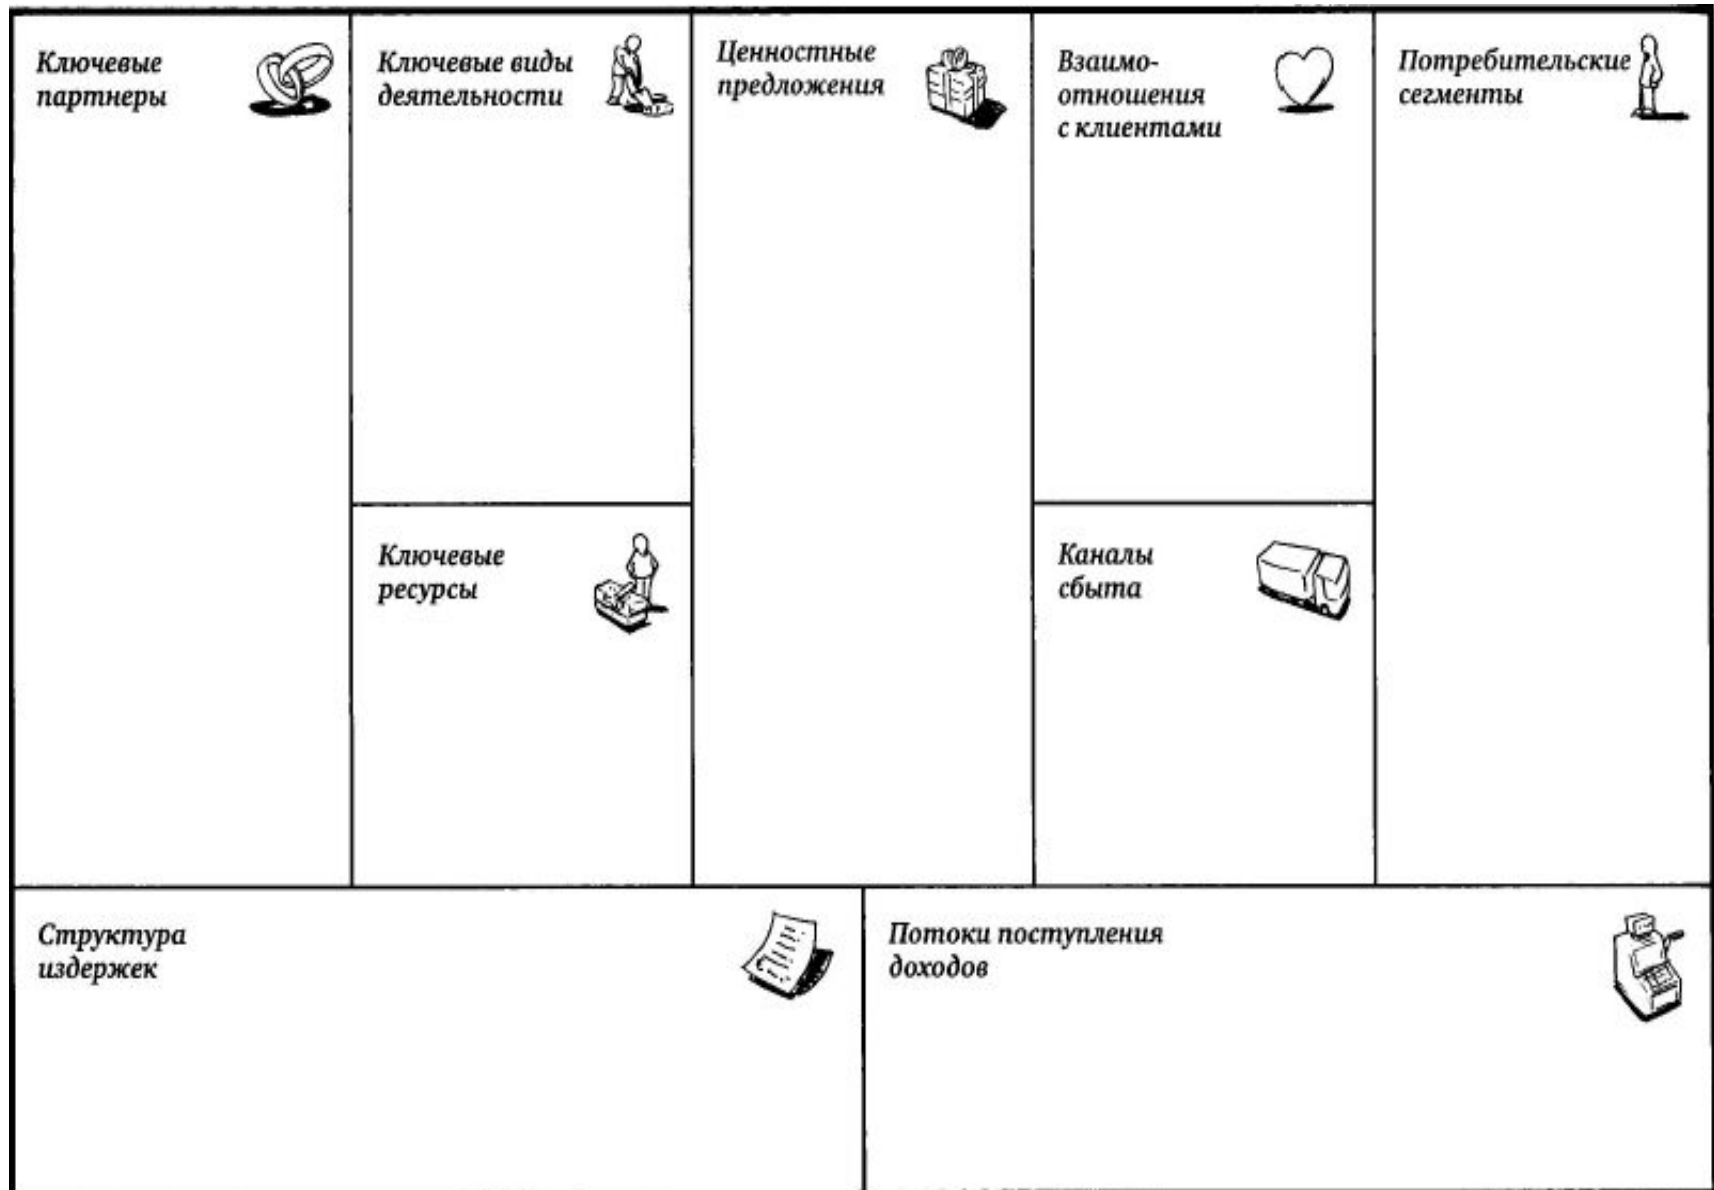 Ключевые
партнеры
Ключевые виды
деятельности
Ключевые
ресурсы
Ценностные
предложения
Взаимо-
отношения
с клиентами
Каналы
сбыта
Потребительские
сегменты
Структура
издержек
Потоки поступления
доходов